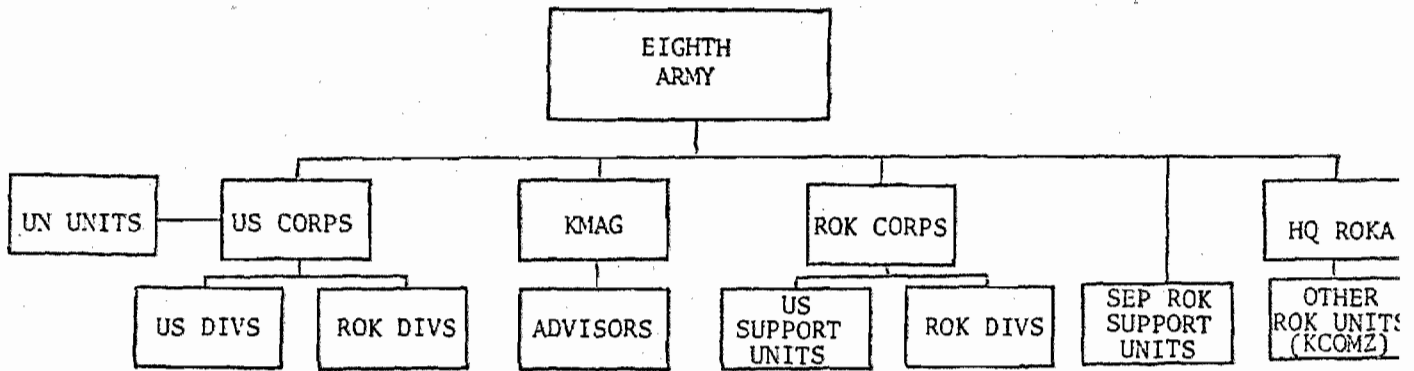 EIGHTH
ARMY
UN UNITS
US CORPS
KMAG
ROK CORPS
HQ ROKA
US DIVS
ROK DIVS
ADVISORS
US
SUPPORT
UNITS
ROK DIVS
SEP ROK
SUPPORT
UNITS
OTHER
ROK UNITS
(KCOMZ)